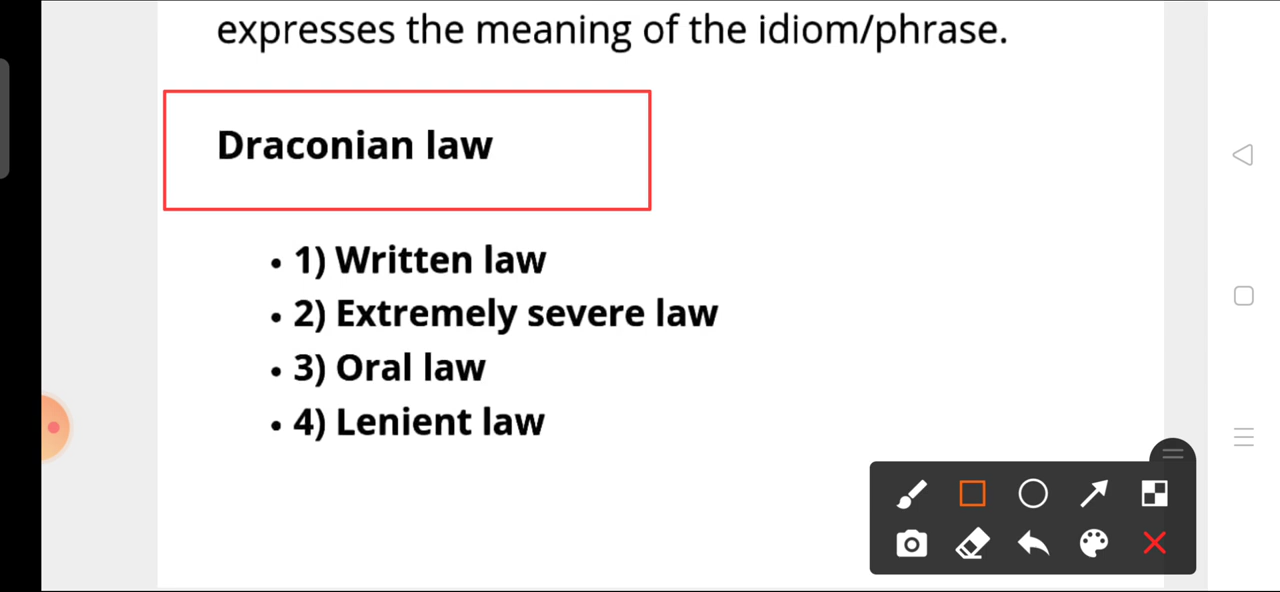 expresses the meaning of the idiom/phrase.
Draconian law
• 1) Written law
• 2) Extremely severe law
• 3) Oral law
• 4) Lenient law